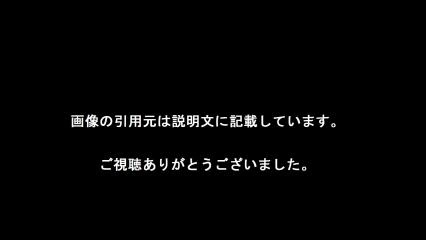 画像の引用元は説明文に記載しています。
ご視聴ありがとうございました。